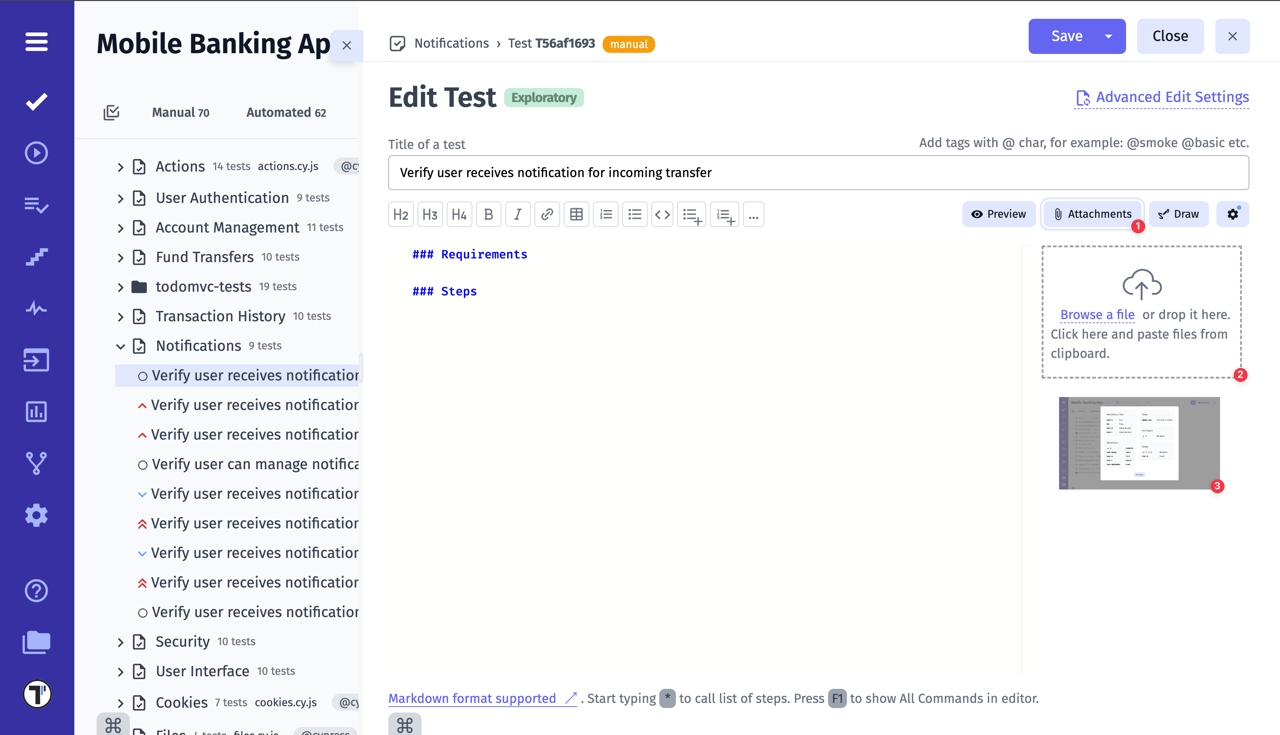 Mobile Banking Ap
Manual 70
Automated 62
Actions 14 tests actions.cy.js @cy
User Authentication 9 tests
Account Management 11 tests
Fund Transfers 10 tests
todomvc-tests 19 tests
Transaction History 10 tests
Notifications 9 tests
Verify user receives notification
Verify user receives notification
Verify user receives notification
Verify user can manage notifica
Verify user receives notification
Verify user receives notification
Verify user receives notification
Verify user receives notification
Verify user receives notification
Security 10 tests
User Interface 10 tests
Cookies 7 tests cookies.cy.js @cy
Files 4 tests files.cy.js @cypress
Notifications › Test T56af1693 manual
Save
Close
Edit Test Exploratory
Advanced Edit Settings
Title of a test
Add tags with @ char, for example: @smoke @basic etc.
Verify user receives notification for incoming transfer
H2 H3 H4 B I ...
Preview
Attachments
1
Draw
### Requirements
### Steps
Browse a file or drop it here.
Click here and paste files from
clipboard.
2
3
Markdown format supported . Start typing * to call list of steps. Press F1 to show All Commands in editor.